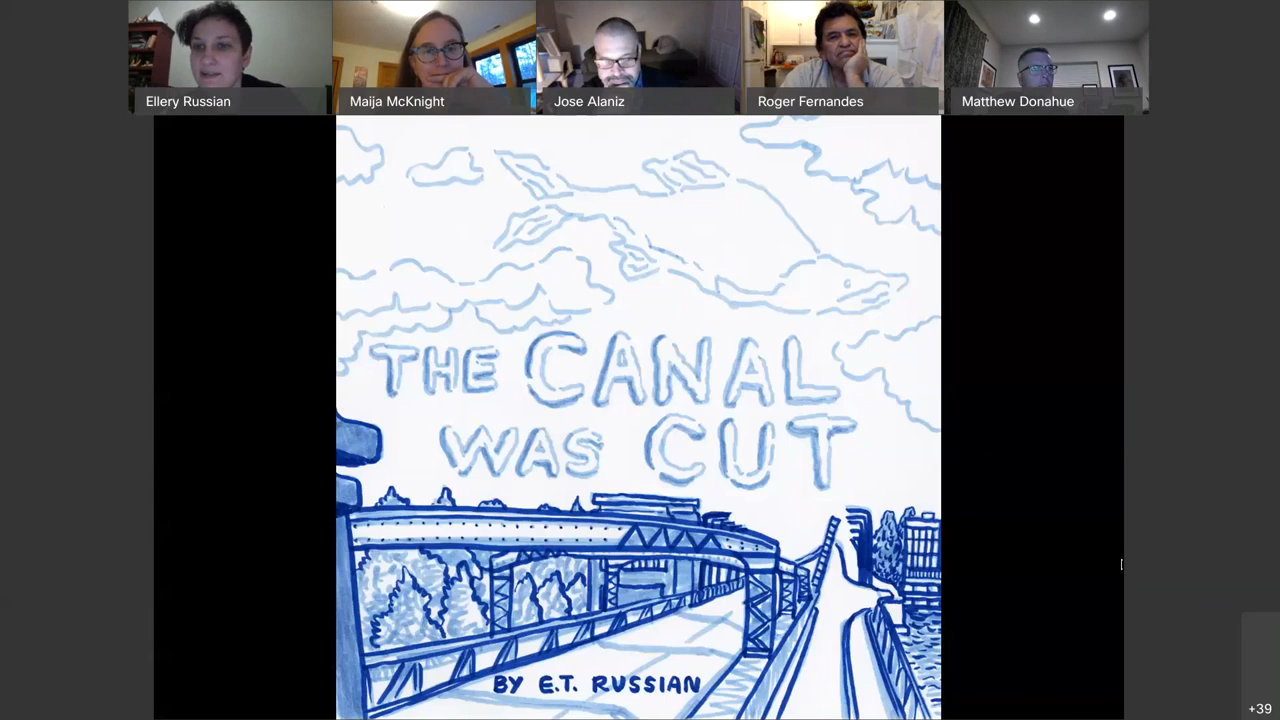 Ellery Russian
Maija McKnight
Jose Alaniz
Roger Fernandes
Matthew Donahue
THE CANAL
WAS CUT
BY E.T. RUSSIAN
+39